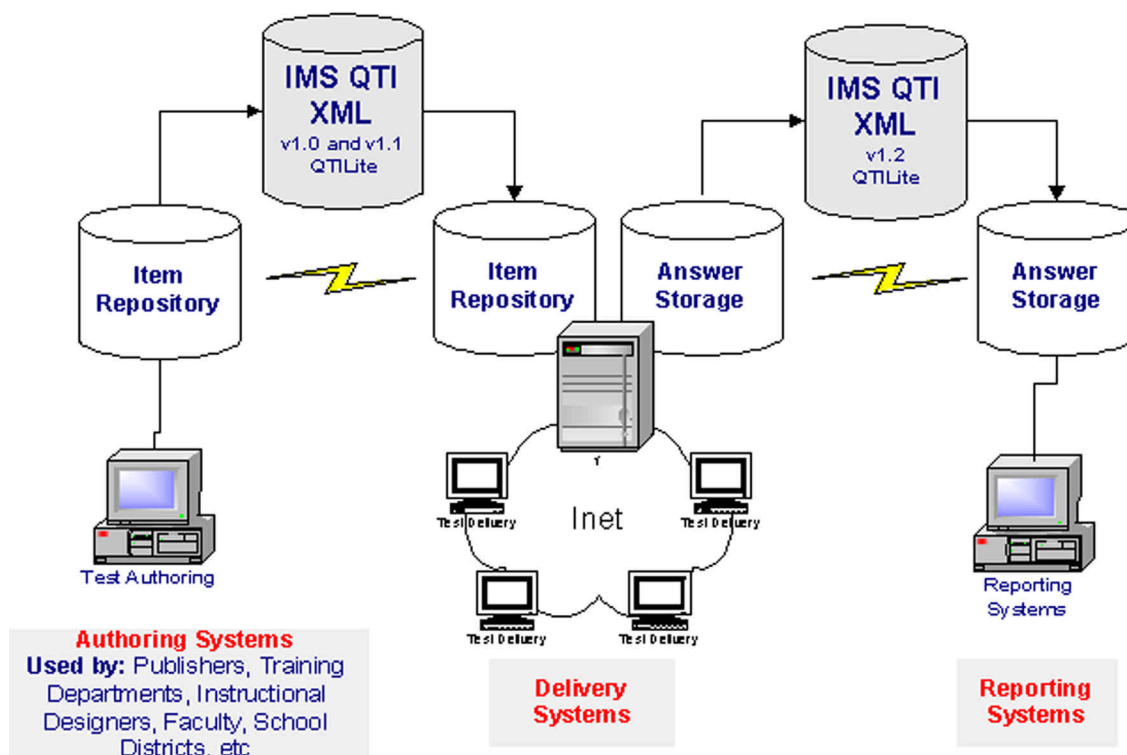 IMS QTI
XML
v1.0 and v1.1
QTILite
IMS QTI
XML
v1.2
QTILite
Item
Repository
Item
Repository
Answer
Storage
Answer
Storage
Test Authoring
Test Delivery
Test Delivery
Test Delivery
Test Delivery
Inet
Reporting
Systems
Authoring Systems
Used by: Publishers, Training
Departments, Instructional
Designers, Faculty, School
Districts, etc
Delivery
Systems
Reporting
Systems